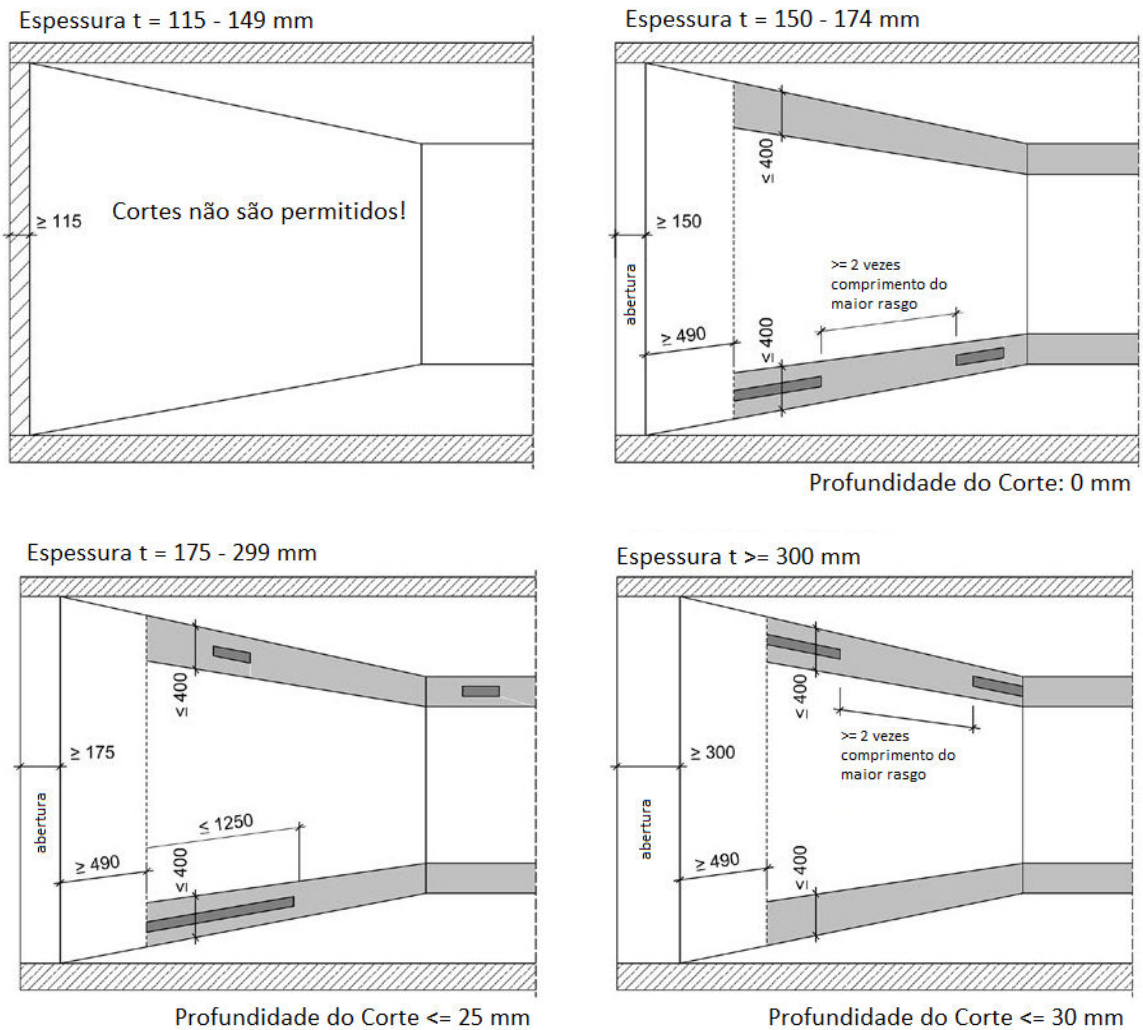 Espessura t = 115 - 149 mm
≥ 115
Cortes não são permitidos!
Espessura t = 150 - 174 mm
≤ 400
≥ 150
abertura
>= 2 vezes
comprimento do
maior rasgo
≥ 490
≤ 400
Profundidade do Corte: 0 mm
Espessura t = 175 - 299 mm
≤ 400
≥ 175
abertura
≤ 1250
≥ 490
≤ 400
Profundidade do Corte <= 25 mm
Espessura t >= 300 mm
≤ 400
≥ 300
>= 2 vezes
comprimento do
maior rasgo
abertura
≥ 490
≤ 400
Profundidade do Corte <= 30 mm